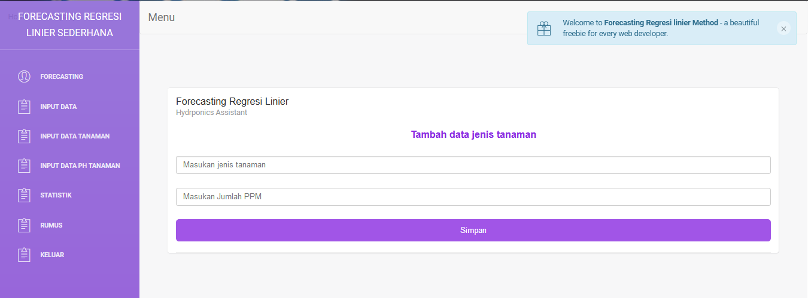 FORECASTING REGRESI
LINIER SEDERHANA
FORECASTING
INPUT DATA
INPUT DATA TANAMAN
INPUT DATA PH TANAMAN
STATISTIK
RUMUS
KELUAR
Menu
Welcome to Forecasting Regresi linier Method - a beautiful
freebie for every web developer.
×
Forecasting Regresi Linier
Hydrponics Assistant
Tambah data jenis tanaman
Masukan jenis tanaman
Masukan Jumlah PPM
Simpan